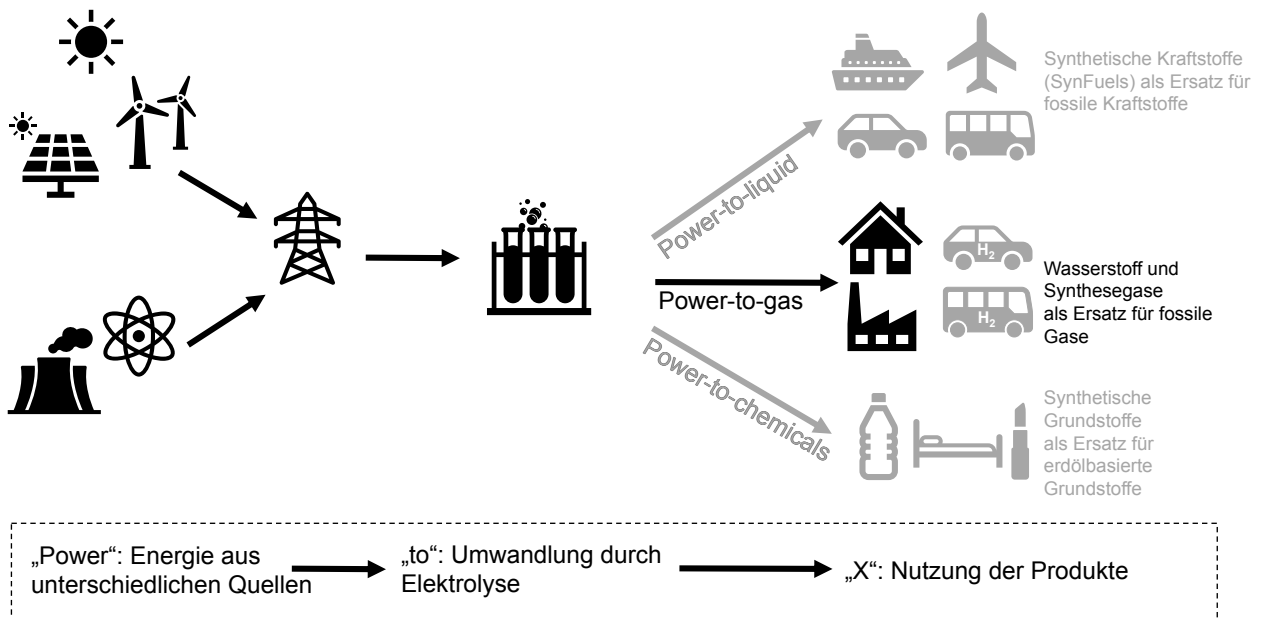 Synthetische Kraftstoffe
(SynFuels) als Ersatz für
fossile Kraftstoffe
Power-to-liquid
H2
Wasserstoff und
Synthesegase
als Ersatz für fossile
Gase
Power-to-gas
H2
Power-to-chemicals
Synthetische
Grundstoffe
als Ersatz für
erdölbasierte
Grundstoffe
„Power“: Energie aus
unterschiedlichen Quellen
„to“: Umwandlung durch
Elektrolyse
„X“: Nutzung der Produkte